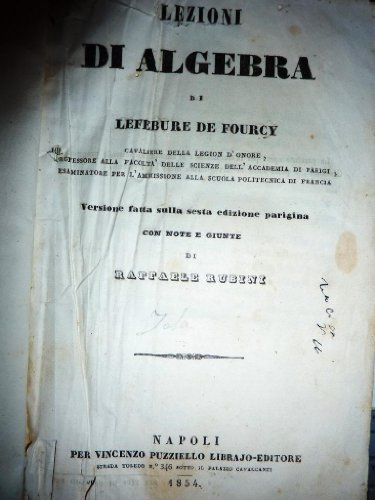 LEZIONI
DI ALGEBRA
DI
LEFEBURE DE FOURCY
CAVALIERE DELLA LEGION D'ONORE,
PROFESSORE ALLA FACOLTÀ DELLE SCIENZE DELL'ACCADEMIA DI PARIGI,
ESAMINATORE PER L'AMMISSIONE ALLA SCUOLA POLITECNICA DI FRANCIA
Versione fatta sulla sesta edizione parigina
CON NOTE E GIUNTE
DI
RAFFAELE RUBINI
NAPOLI
PER VINCENZO PUZZIELLO LIBRAJO-EDITORE
STRADA TOLEDO N.º 346 SOTTO IL PALAZZO CAVALCANTI
1854.